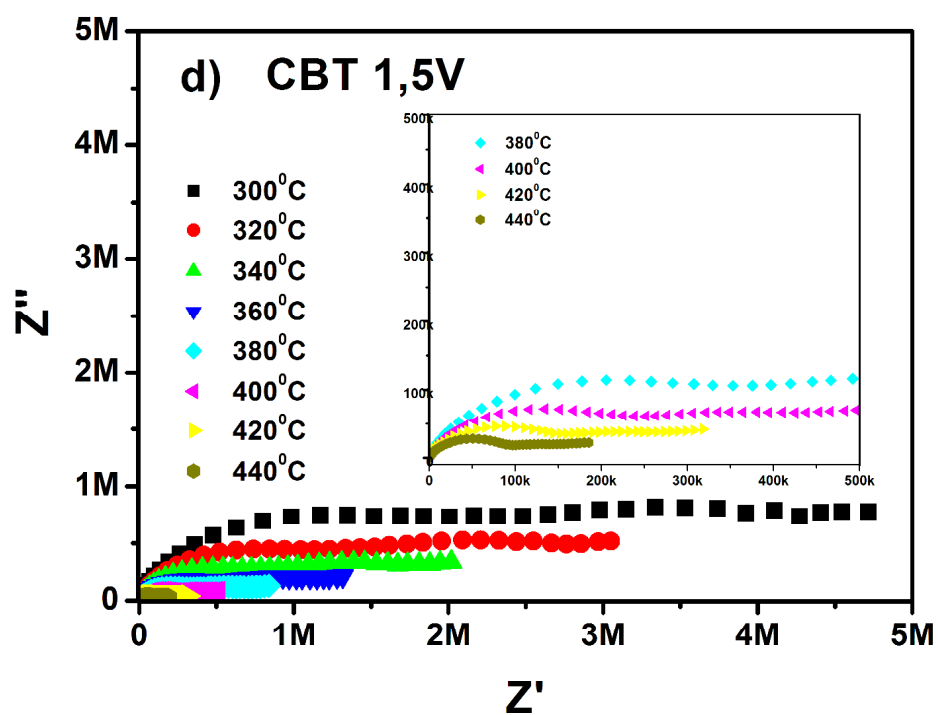 d) CBT 1,5V
Z"
5M
4M
3M
2M
1M
0
300⁰C
320⁰C
340⁰C
360⁰C
380⁰C
400⁰C
420⁰C
440⁰C
500k
400k
300k
200k
100k
0
380⁰C
400⁰C
420⁰C
440⁰C
0 100k 200k 300k 400k 500k
0 1M 2M 3M 4M 5M
Z'